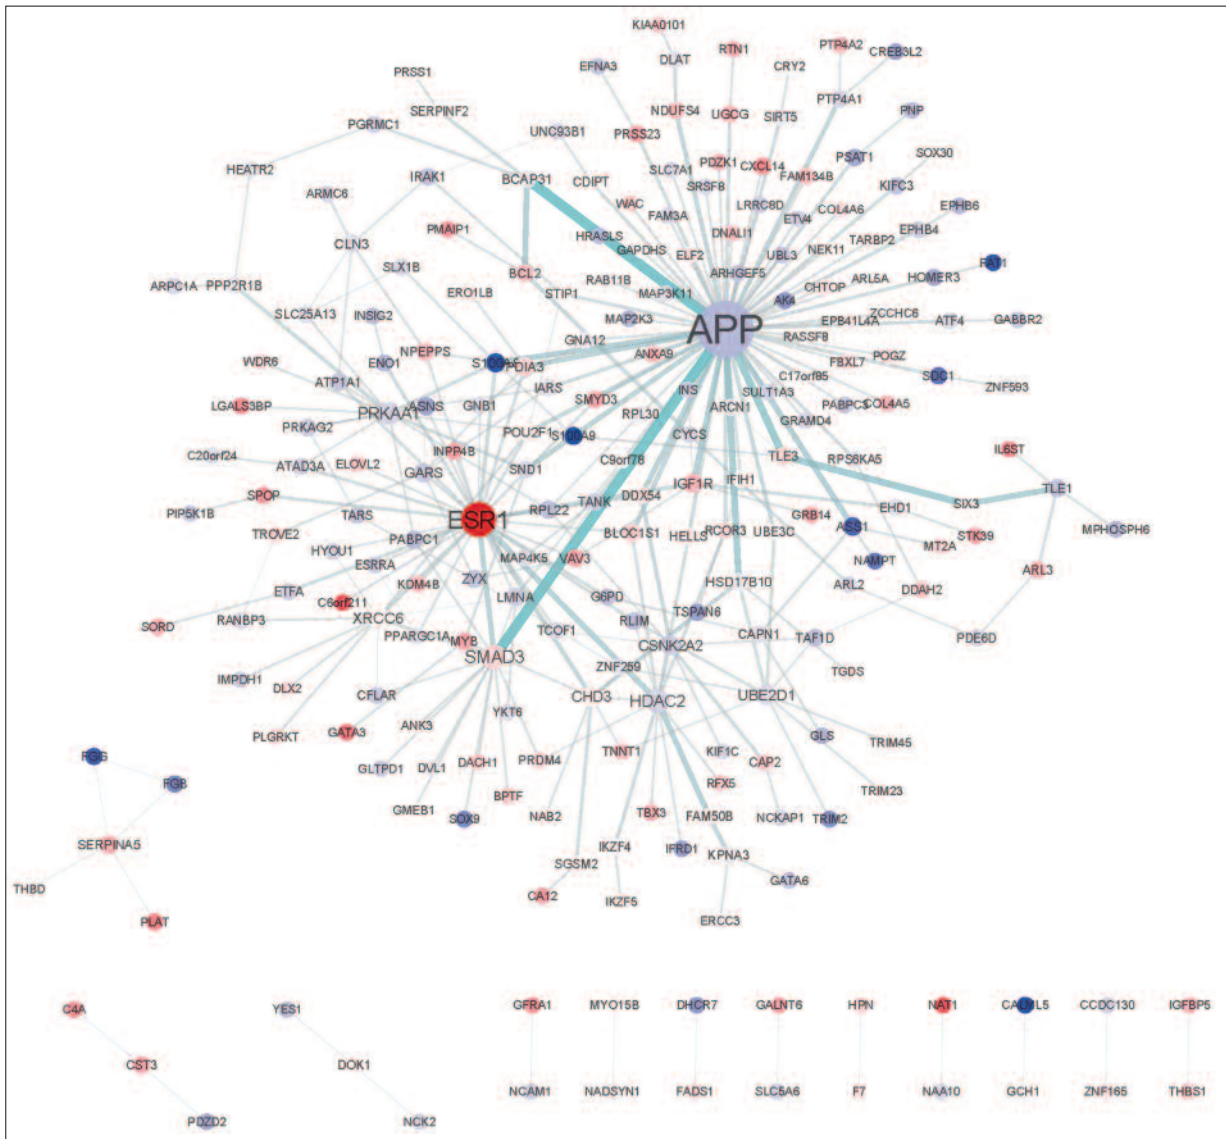 KIAA0101
RTN1
PTP4A2
CREB3L2
DLAT
EFNA3
CRY2
PRSS1
NDUFS4
PTP4A1
SERPINF2
UGCG
SIRT5
PNP
PGRMC1
UNC93B1
PRSS23
PSAT1
SOX30
HEATR2
IRAK1
BCAP31
CDIPT
SLC7A1
PDZK1
CXCL14
FAM134B
SRSF8
KIFC3
ARMC6
WAC
FAM3A
LRRC8D
COL4A6
EPHB6
PMAIP1
HRASLS
DNALI1
ETV4
TARBP2
EPHB4
CLN3
GAPDHS
ELF2
UBL3
NEK11
SLX1B
BCL2
ARHGEF5
FAT1
ARPC1A
PPP2R1B
RAB11B
CHTOP
ARL5A
HOMER3
ERO1LB
STIP1
MAP3K11
AK4
SLC25A13
INSIG2
MAP2K3
APP
EPB41L4A
ZCCHC6
ATF4
GABBR2
GNA12
RASSF8
NPEPPS
WDR6
ENO1
PDIA3
ANXA9
FBXL7
POGZ
ATP1A1
C17orf85
SDC1
ZNF593
LGALS3BP
IARS
INS
SULT1A3
ASNS
GNB1
SMYD3
ARCN1
PABPC3
COL4A5
PRKAA1
RPL30
GRAMD4
PRKAG2
POU2F1
S100A9
CYCS
INPP4B
IL6ST
C20orf24
ATAD3A
ELOVL2
C9orf78
TLE3
RPS6KA5
GARS
SND1
IFIH1
IGF1R
TLE1
SPOP
TANK
DDX54
PIP5K1B
ESR1
RPL22
GRB14
EHD1
SIX3
TARS
TROVE2
PABPC1
BLOC1S1
HELLS
RCOR3
UBE3C
ASS1
STK39
MPHOSPH6
HYOU1
MAP4K5
VAV3
MT2A
ESRRA
NAMPT
ARL3
ETFA
KDM4B
ZYX
HSD17B10
ARL2
DDAH2
C6orf211
LMNA
G6PD
TSPAN6
SORD
RANBP3
XRCC6
RLIM
PPARGC1A
MYB
TCOF1
CAPN1
TAF1D
PDE6D
SMAD3
CSNK2A2
IMPDH1
DLX2
ZNF259
TGDS
CFLAR
CHD3
HDAC2
UBE2D1
YKT6
PLGRKT
GATA3
ANK3
GLS
TRIM45
FGG
TNNT1
KIF1C
GLTPD1
DVL1
DACH1
PRDM4
CAP2
FGB
RFX5
TRIM23
BPTF
GMEB1
NAB2
TBX3
FAM50B
NCKAP1
TRIM2
SOX9
SERPINA5
IKZF4
IFRD1
KPNA3
SGSM2
THBD
GATA6
CA12
IKZF5
PLAT
ERCC3
C4A
YES1
GFRA1
MYO15B
DHCR7
GALNT6
HPN
NAT1
CALML5
CCDC130
IGFBP5
CST3
DOK1
NCAM1
NADSYN1
FADS1
SLC5A6
F7
NAA10
GCH1
ZNF165
THBS1
PDZD2
NCK2